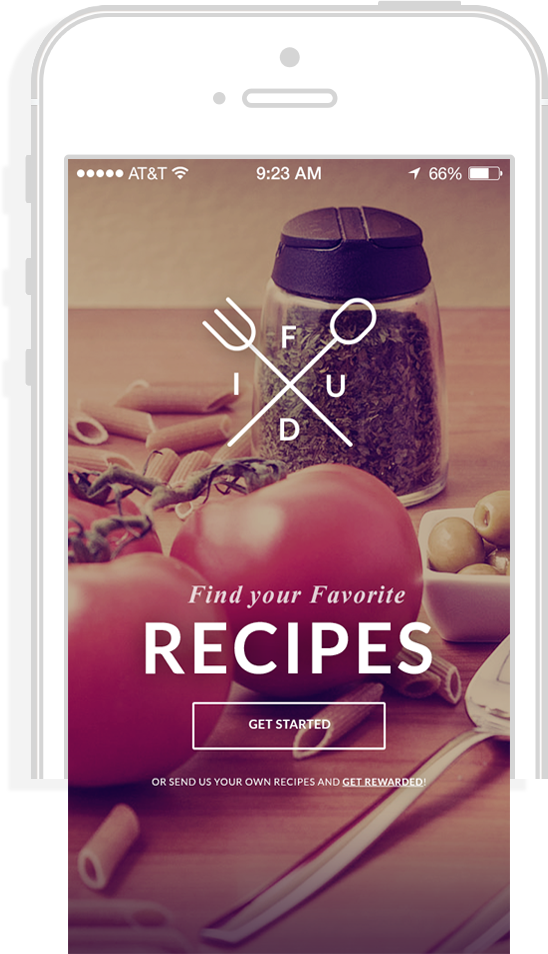 AT&T 9:23 AM 66%
F
I U
D
Find your Favorite
RECIPES
GET STARTED
OR SEND US YOUR OWN RECIPES AND GET REWARDED!